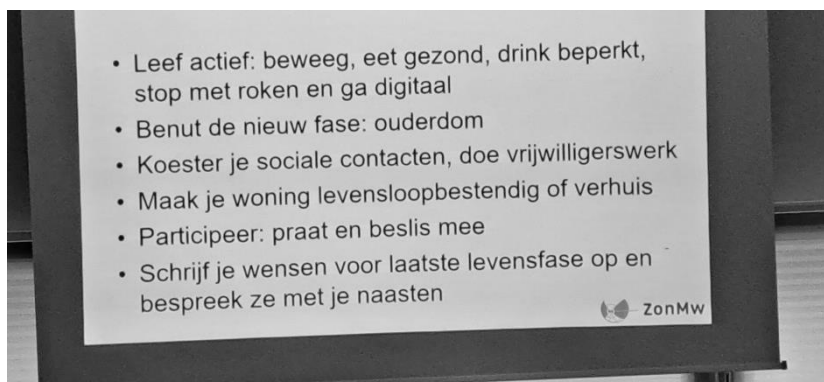 • Leef actief: beweeg, eet gezond, drink beperkt,
stop met roken en ga digitaal
• Benut de nieuw fase: ouderdom
• Koester je sociale contacten, doe vrijwilligerswerk
• Maak je woning levensloopbestendig of verhuis
• Participeer: praat en beslis mee
• Schrijf je wensen voor laatste levensfase op en
bespreek ze met je naasten
ZonMw